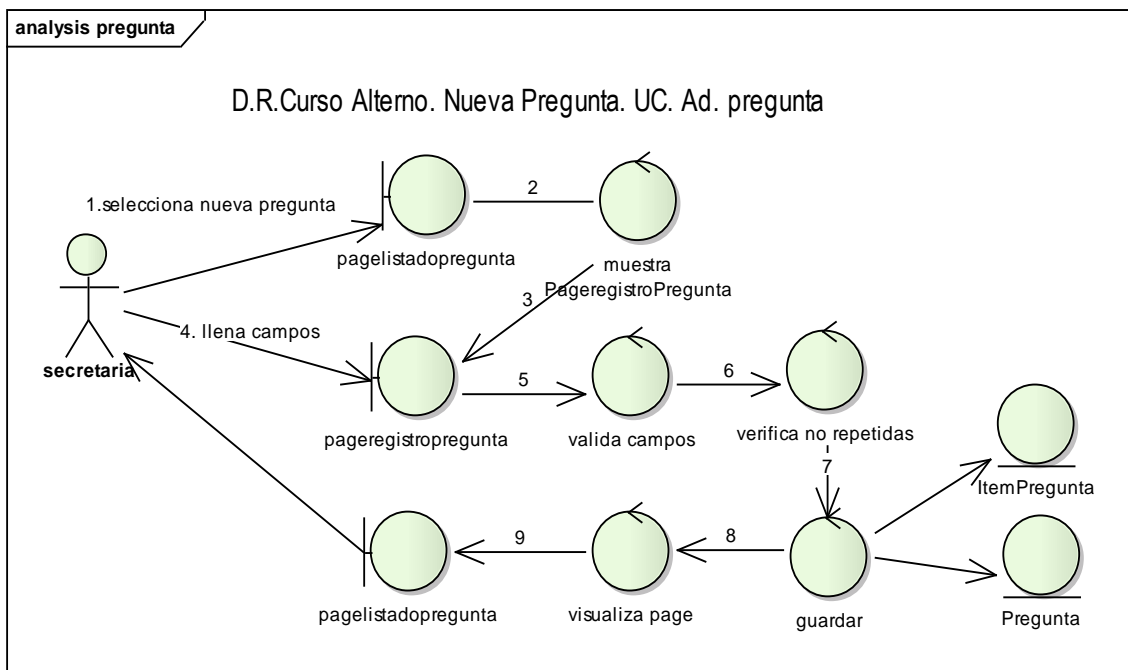 analysis pregunta
D.R.Curso Alterno. Nueva Pregunta. UC. Ad. pregunta
1.selecciona nueva pregunta
2
pagelistadopregunta
muestra
PageregistroPregunta
3
4. llena campos
secretaria
5
6
pageregistropregunta
valida campos
verifica no repetidas
7
ItemPregunta
8
9
pagelistadopregunta
visualiza page
guardar
Pregunta